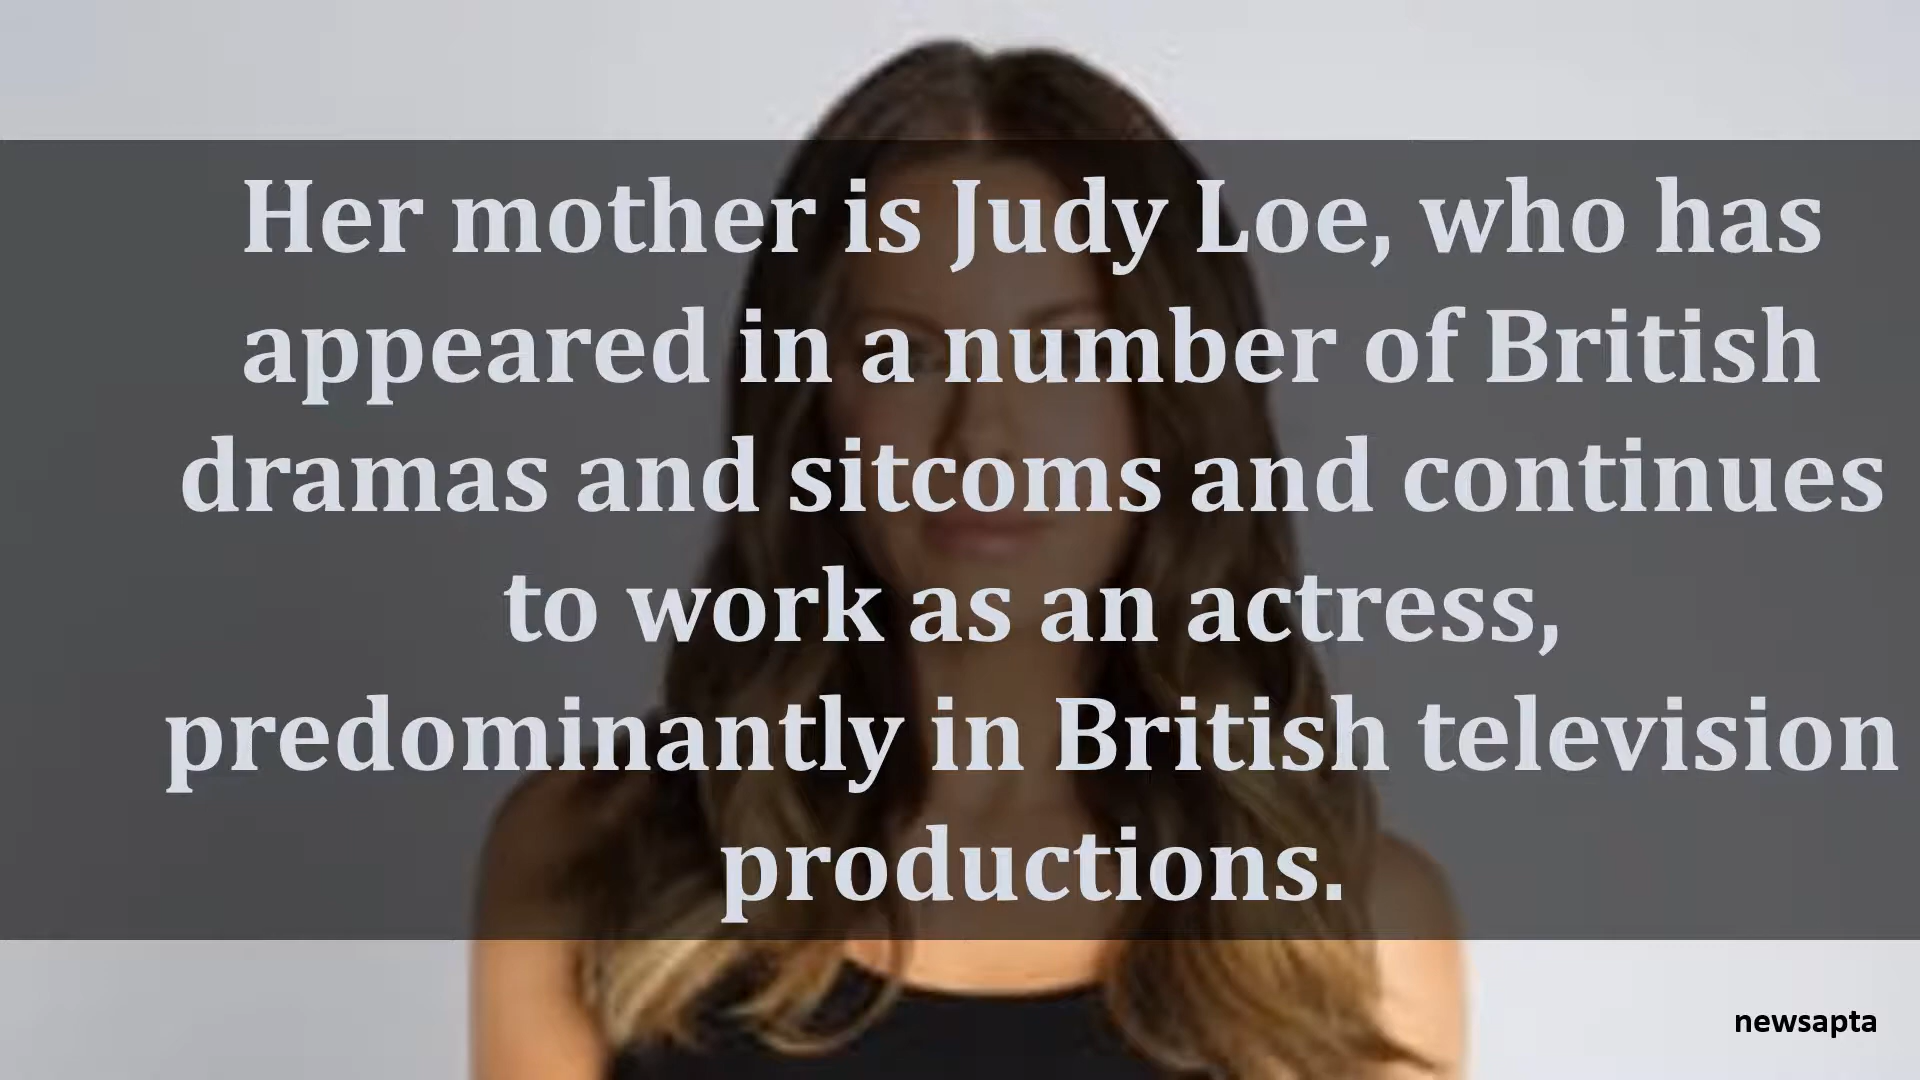 Her mother is Judy Loe, who has
appeared in a number of British
dramas and sitcoms and continues
to work as an actress,
predominantly in British television
productions.
newsapta